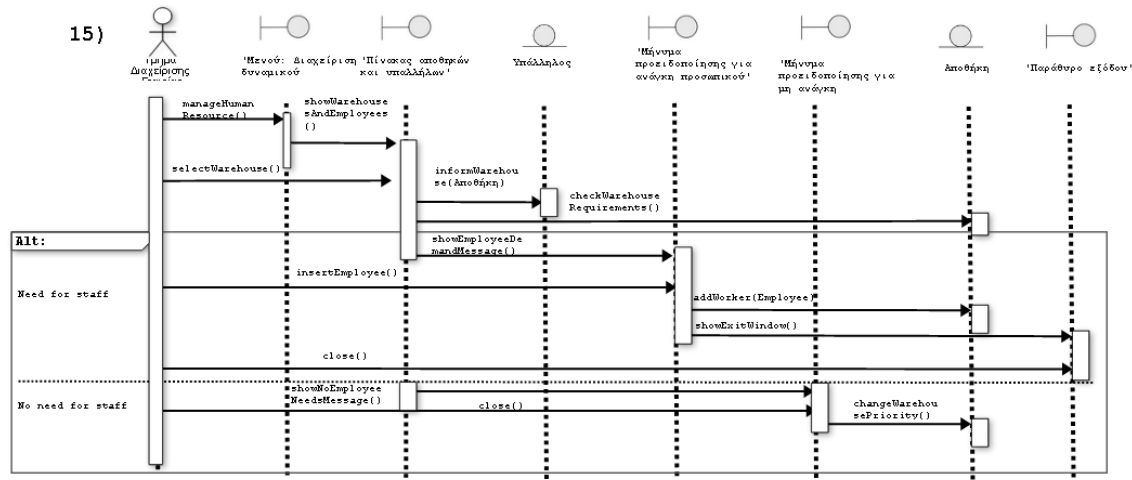 15)
Τμήμα
Διαχείρισης
'Μενού: Διαχείριση
δυναμικού'
'Πίνακας αποθηκών
και υπαλλήλων'
Υπάλληλος
'Μήνυμα
προειδοποίησης για
ανάγκη προσωπικού'
'Μήνυμα
προειδοποίησης για
μη ανάγκη
Αποθήκη
'Παράθυρο εξόδου'
manageHuman
Resource()
showWarehouse
sAndEmployees
()
selectWarehouse()
informWarehou
se(Αποθήκη)
checkWarehouse
Requirements()
Alt:
showEmployeeDe
mandMessage()
insertEmployee()
Need for staff
addWorker(Employee)
showExitWindow()
close()
showNoEmployee
NeedsMessage()
No need for staff
close()
changeWarehou
sePriority()